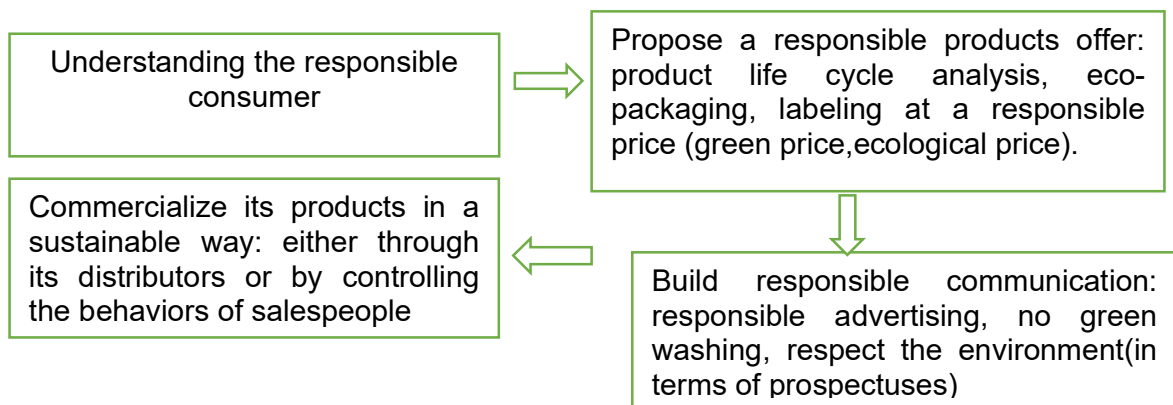 Understanding the responsible
consumer
Propose a responsible products offer:
product life cycle analysis, eco-
packaging, labeling at a responsible
price (green price,ecological price).
Build responsible communication:
responsible advertising, no green
washing, respect the environment(in
terms of prospectuses)
Commercialize its products in a
sustainable way: either through
its distributors or by controlling
the behaviors of salespeople